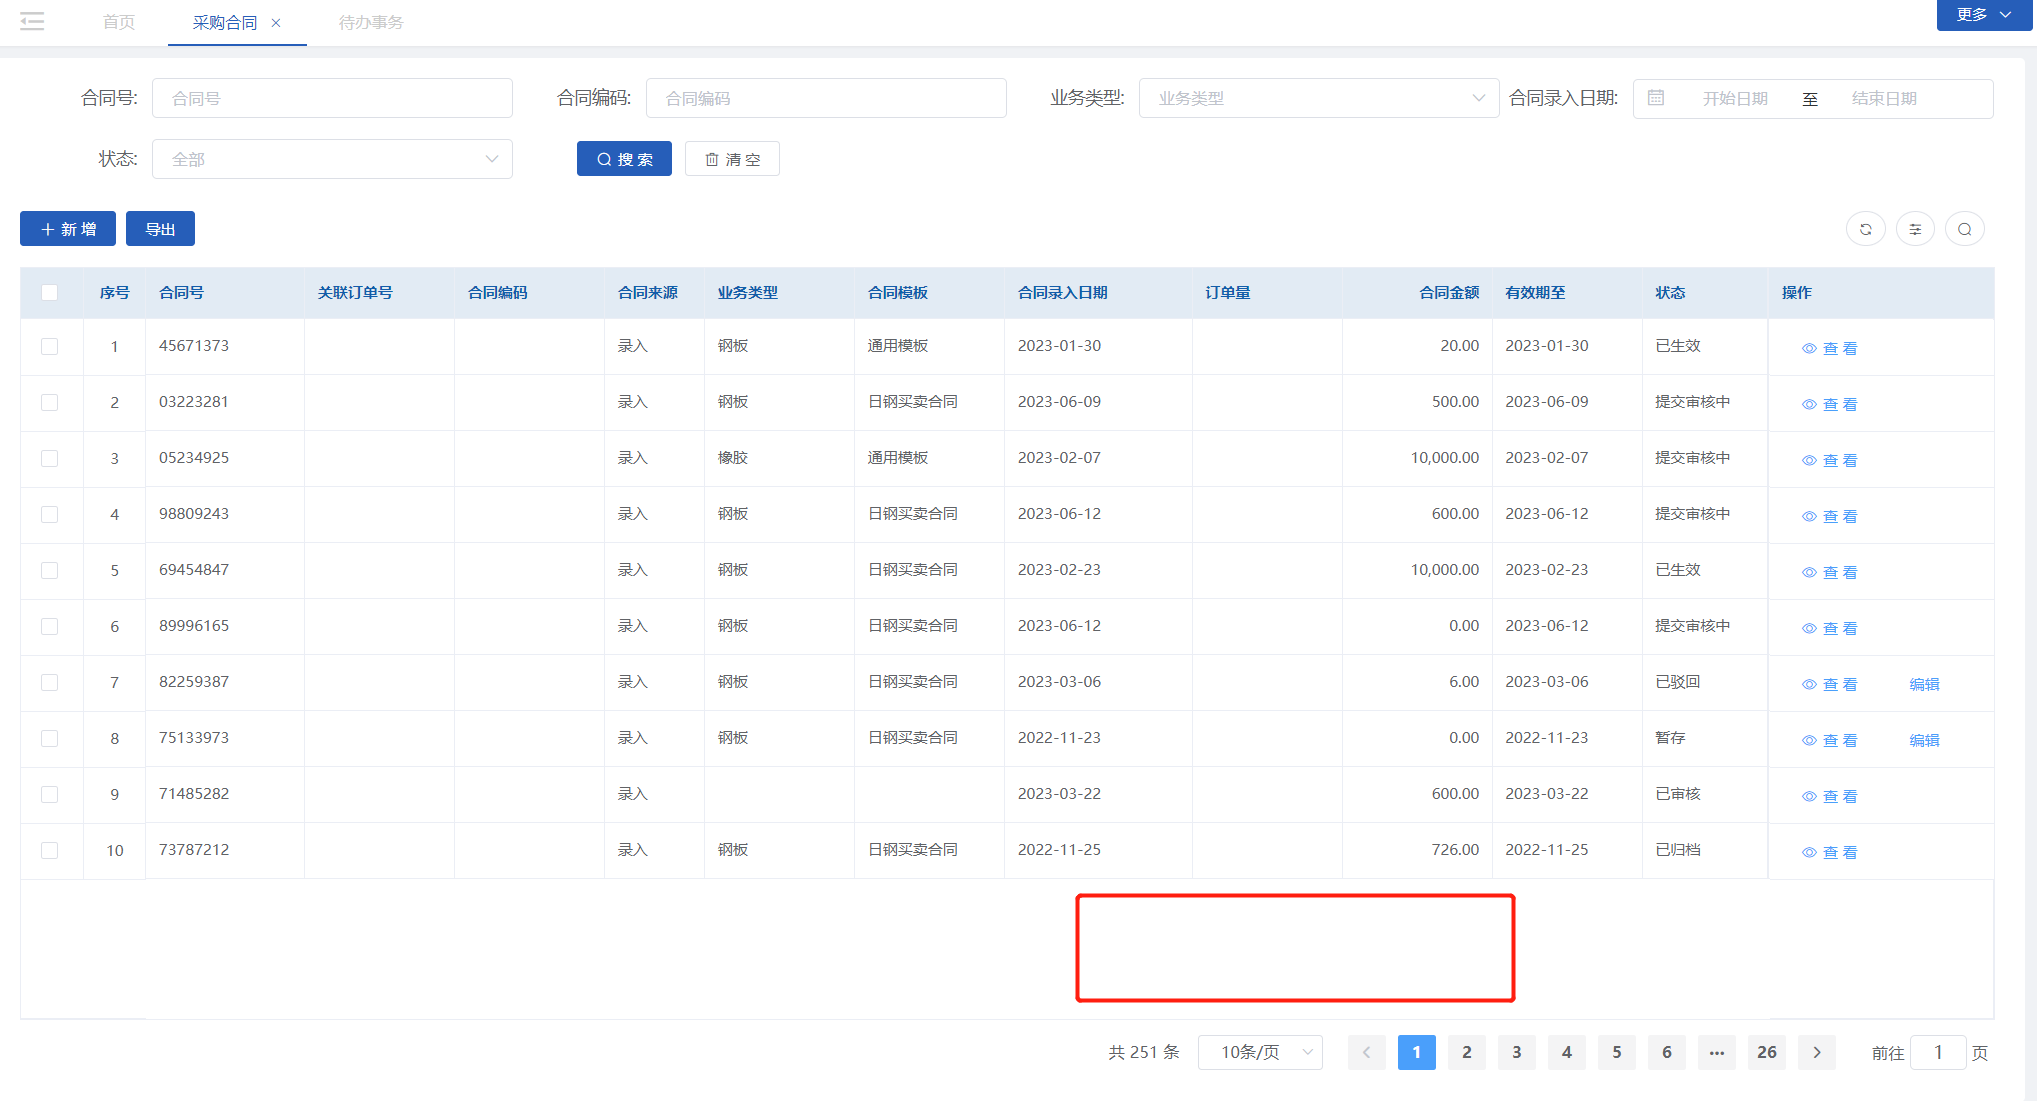 首页 采购合同 × 待办事务 更多
合同号: 合同号 合同编码: 合同编码 业务类型: 业务类型 合同录入日期: 开始日期 至 结束日期
状态: 全部 搜 索 清 空
+ 新 增 导出
序号 合同号 关联订单号 合同编码 合同来源 业务类型 合同模板 合同录入日期 订单量 合同金额 有效期至 状态 操作
1 45671373 录入 钢板 通用模板 2023-01-30 20.00 2023-01-30 已生效 查 看
2 03223281 录入 钢板 日钢买卖合同 2023-06-09 500.00 2023-06-09 提交审核中 查 看
3 05234925 录入 橡胶 通用模板 2023-02-07 10,000.00 2023-02-07 提交审核中 查 看
4 98809243 录入 钢板 日钢买卖合同 2023-06-12 600.00 2023-06-12 提交审核中 查 看
5 69454847 录入 钢板 日钢买卖合同 2023-02-23 10,000.00 2023-02-23 已生效 查 看
6 89996165 录入 钢板 日钢买卖合同 2023-06-12 0.00 2023-06-12 提交审核中 查 看
7 82259387 录入 钢板 日钢买卖合同 2023-03-06 6.00 2023-03-06 已驳回 查 看 编辑
8 75133973 录入 钢板 日钢买卖合同 2022-11-23 0.00 2022-11-23 暂存 查 看 编辑
9 71485282 录入 2023-03-22 600.00 2023-03-22 已审核 查 看
10 73787212 录入 钢板 日钢买卖合同 2022-11-25 726.00 2022-11-25 已归档 查 看
共 251 条 10条/页 < 1 2 3 4 5 6 ··· 26 > 前往 1 页